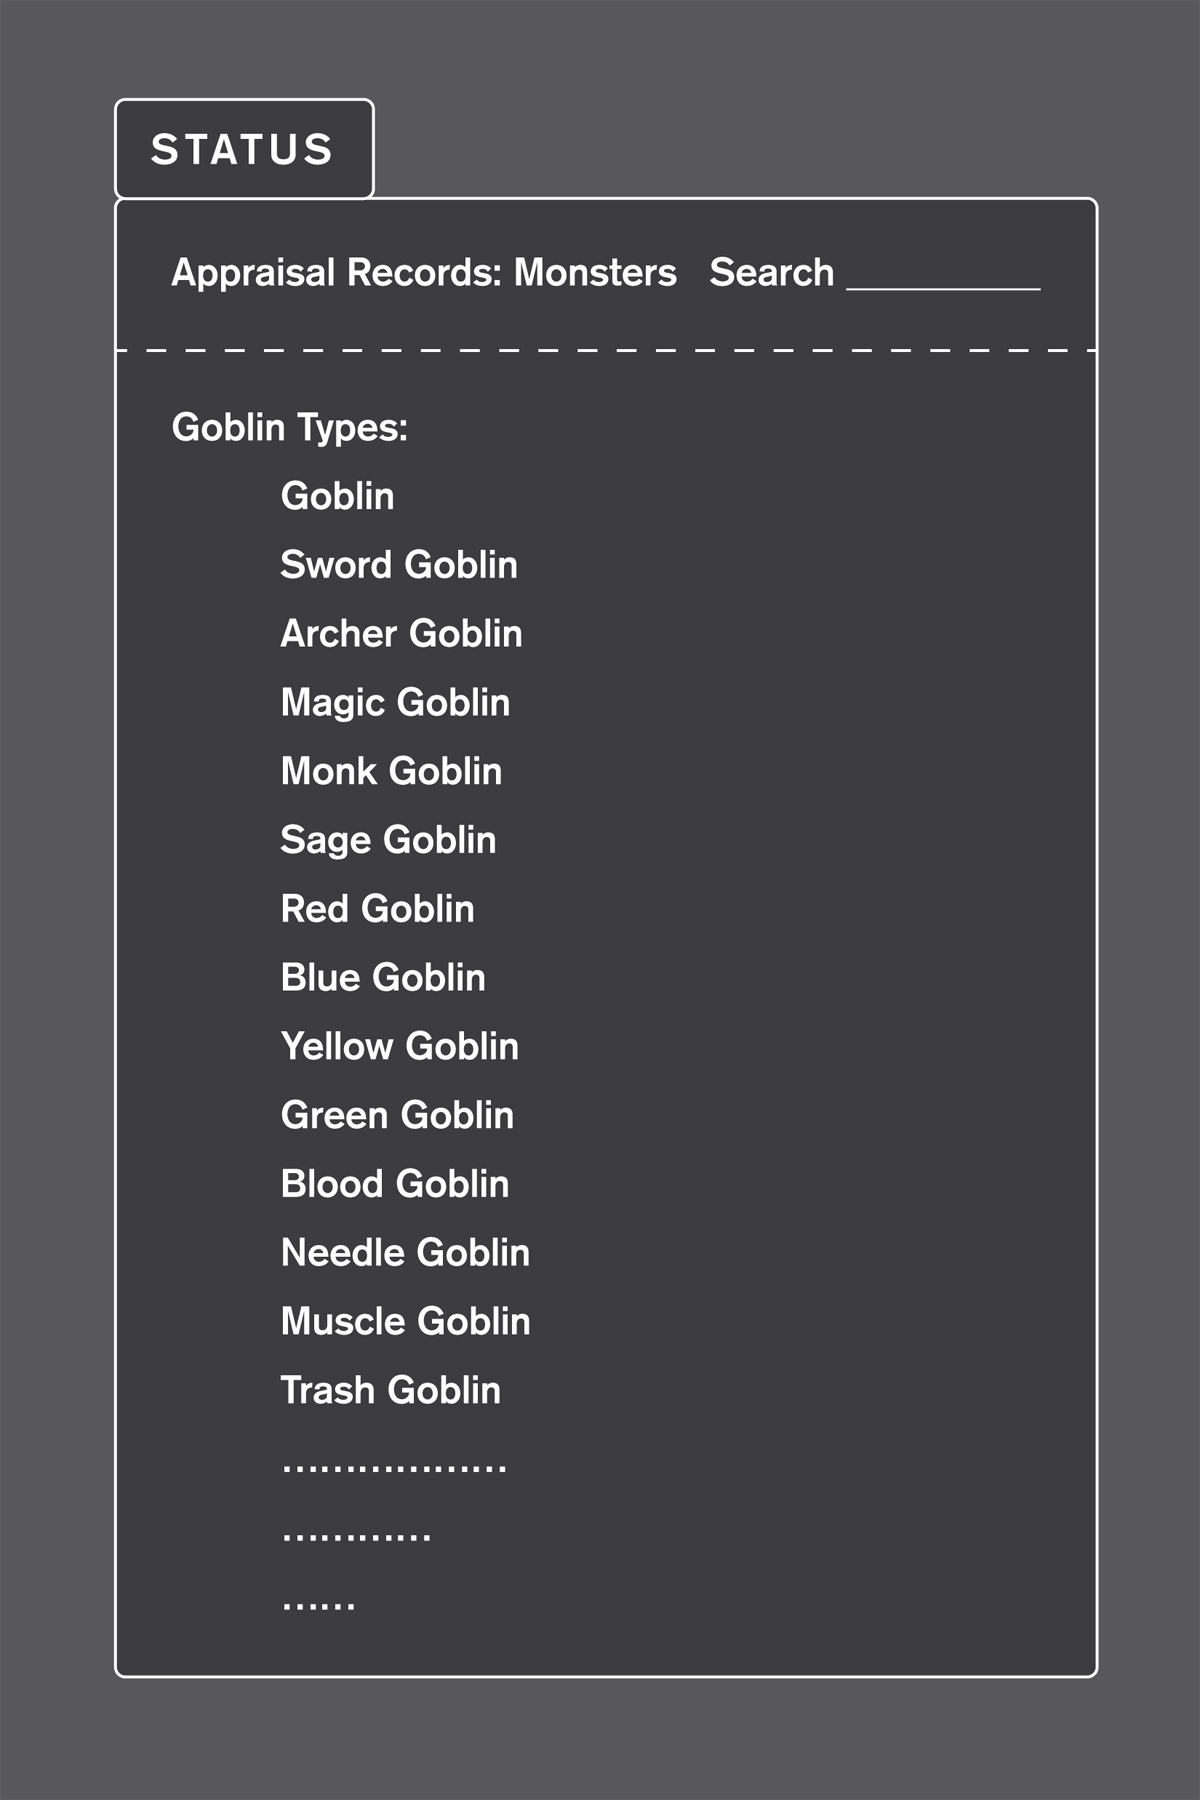 STATUS
Appraisal Records: Monsters Search __________
Goblin Types:
Goblin
Sword Goblin
Archer Goblin
Magic Goblin
Monk Goblin
Sage Goblin
Red Goblin
Blue Goblin
Yellow Goblin
Green Goblin
Blood Goblin
Needle Goblin
Muscle Goblin
Trash Goblin
..................
............
......